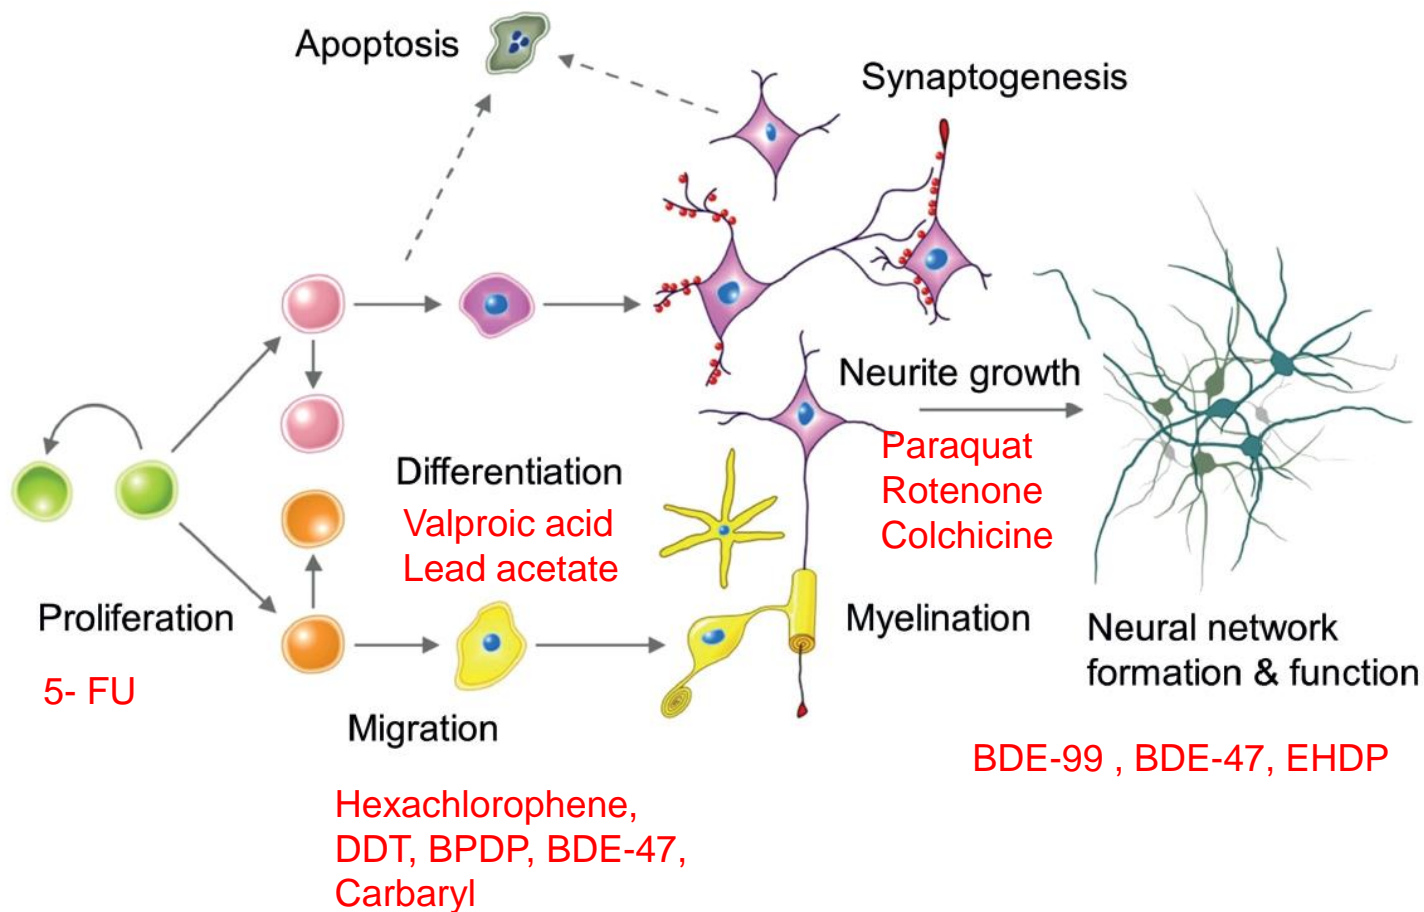 Apoptosis
Synaptogenesis
Neurite growth
Paraquat
Rotenone
Colchicine
Differentiation
Valproic acid
Lead acetate
Proliferation
5- FU
Myelination
Neural network
formation & function
Migration
BDE-99 , BDE-47, EHDP
Hexachlorophene,
DDT, BPDP, BDE-47,
Carbaryl